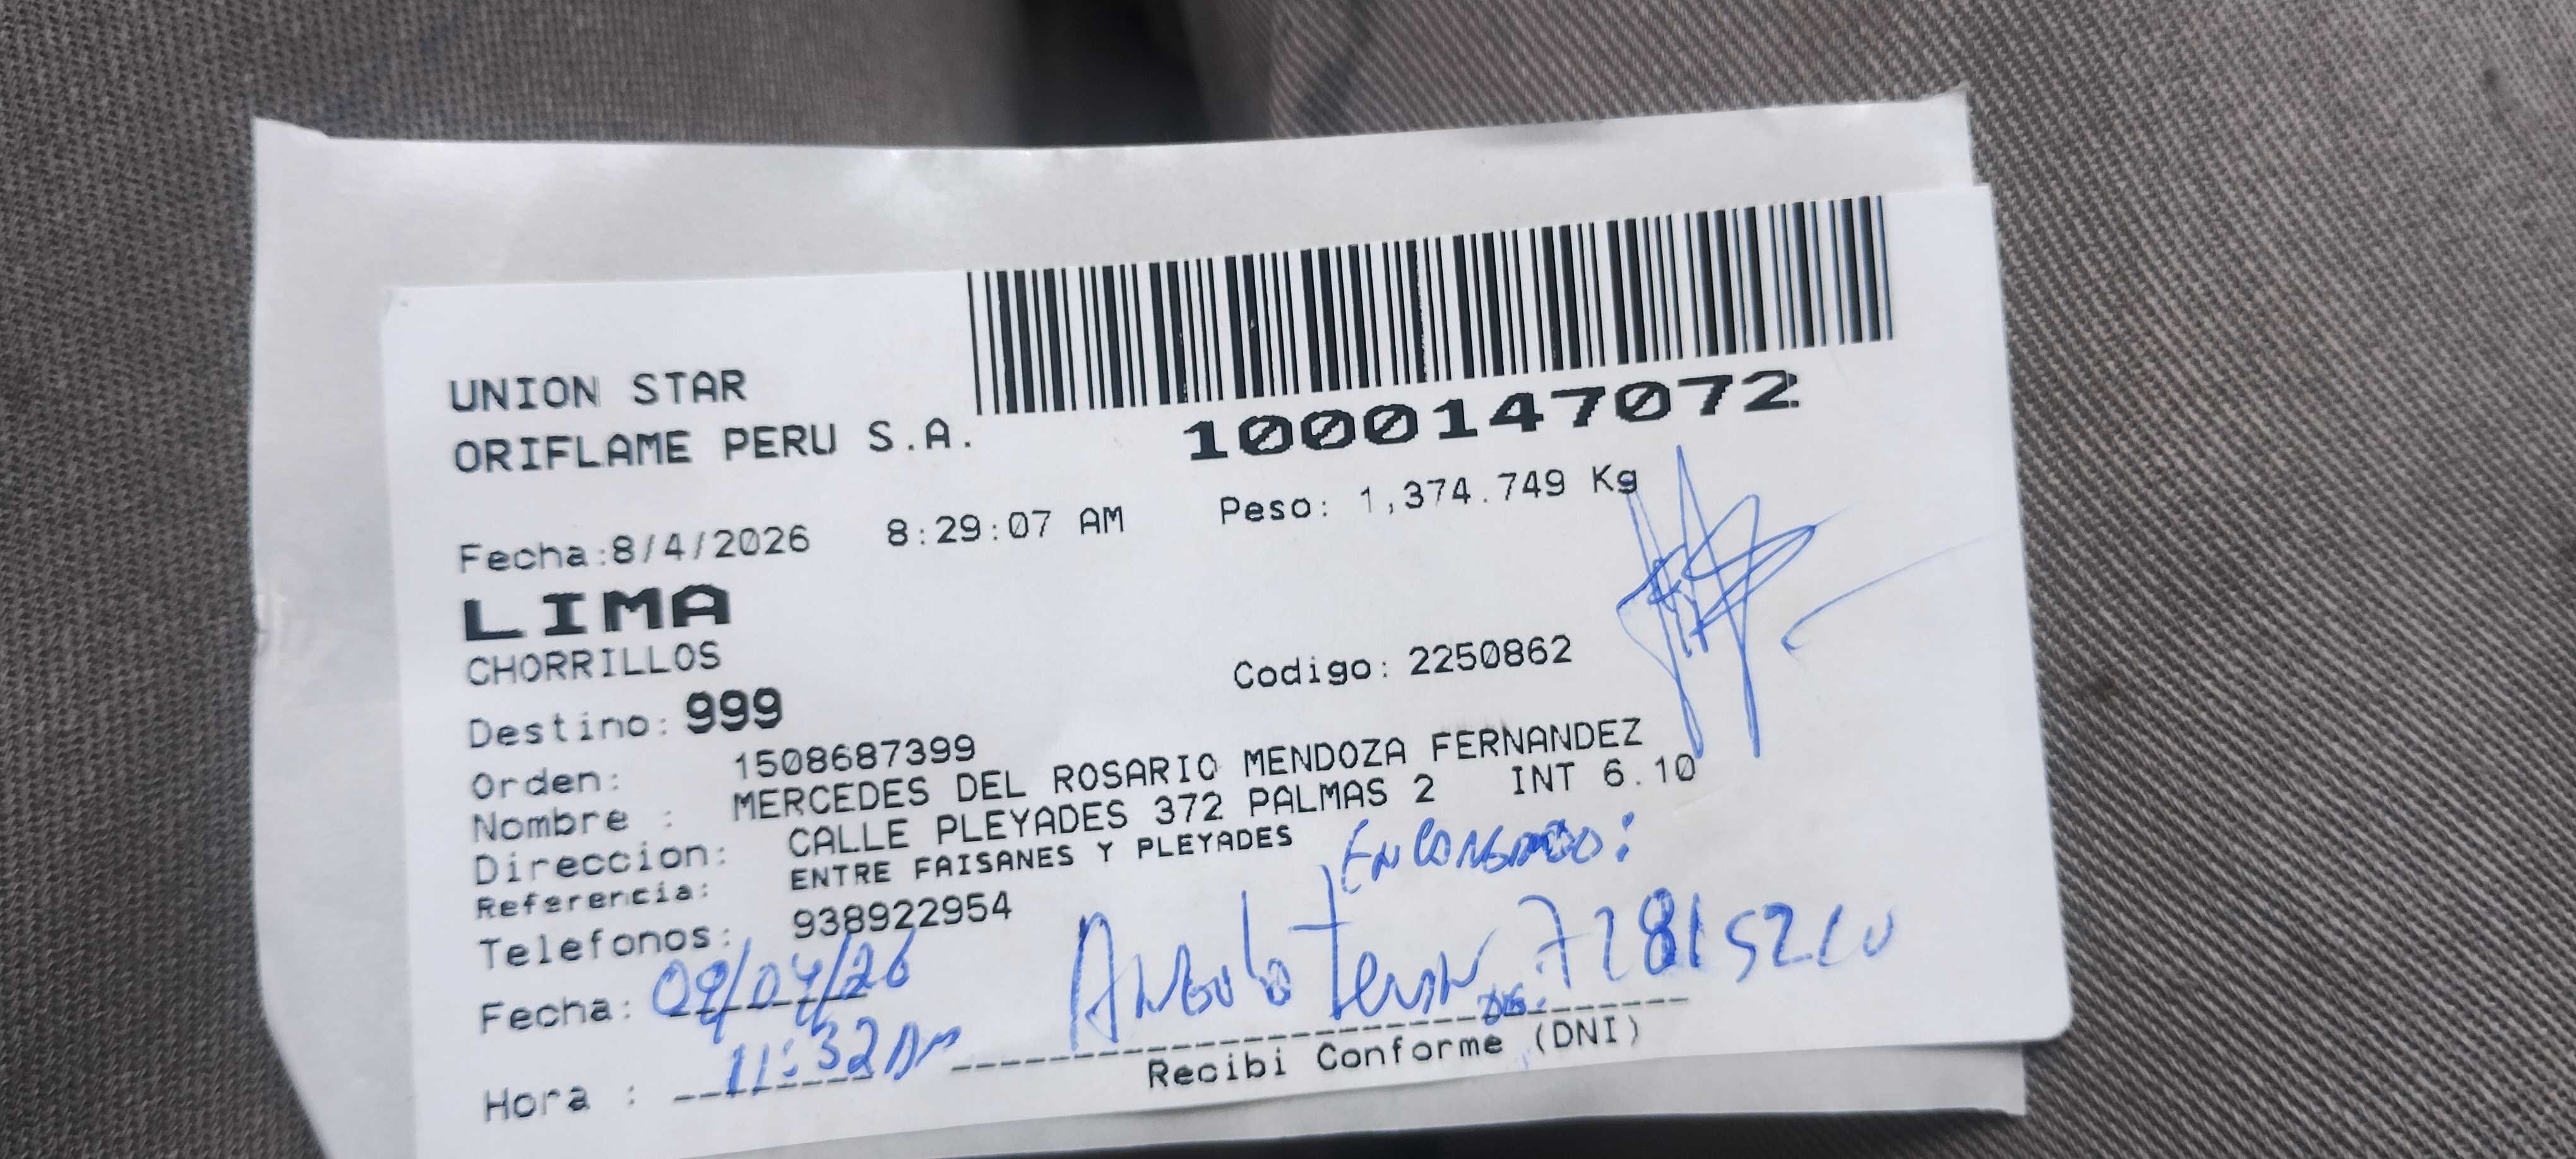 UNION STAR
ORIFLAME PERU S.A.
1000147072
Fecha:8/4/2026 8:29:07 AM Peso: 1,374.749 Kg
LIMA
CHORRILLOS
Codigo: 2250862
Destino: 999
Orden: 1508687399
Nombre : MERCEDES DEL ROSARIO MENDOZA FERNANDEZ
Direccion: CALLE PLEYADES 372 PALMAS 2 INT 6.10
Referencia: ENTRE FAISANES Y PLEYADES
Telefonos: 938922954
Fecha: 09/04/26
Hora : 11:32 AM
Recibi Conforme (DNI)